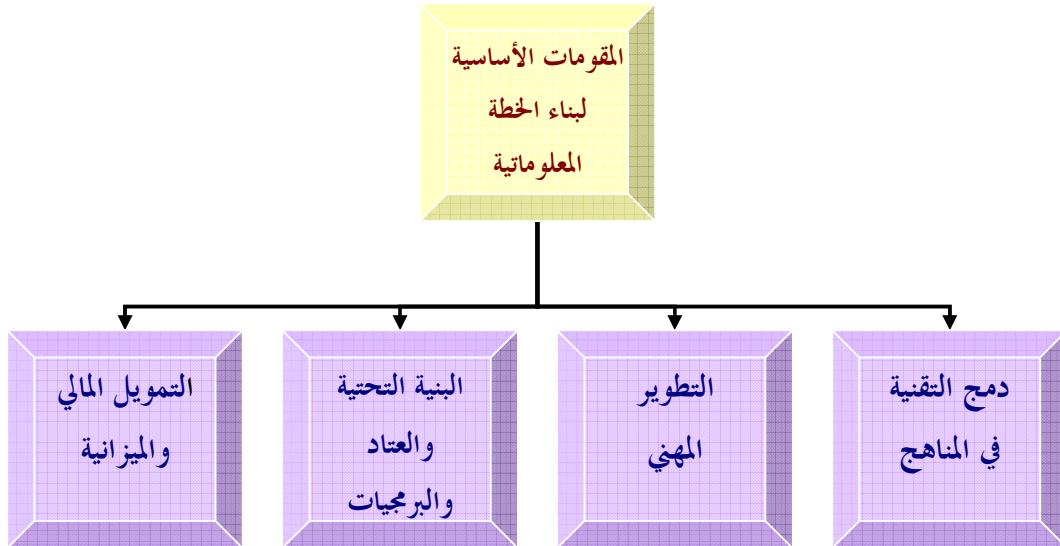 المقومات الأساسية
لبناء الخطة
المعلوماتية
دمج التقنية
في المناهج
التطوير
المهني
البنية التحتية
والعتاد
والبرمجيات
التمويل المالي
والميزانية